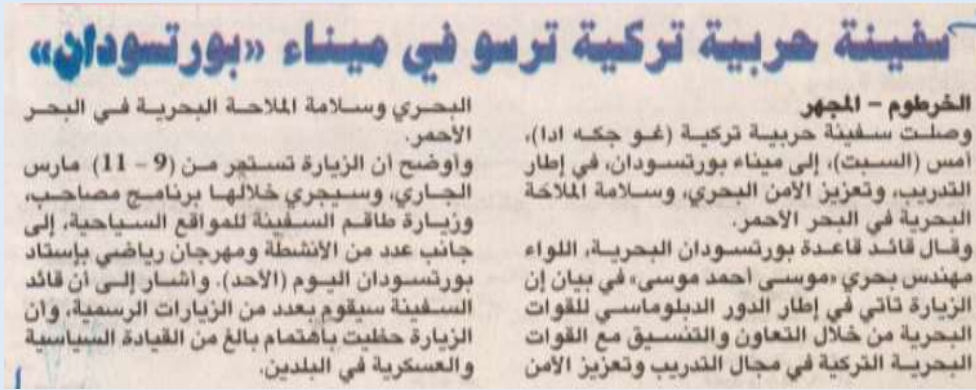 سفينة حربية تركية ترسو في ميناء «بورتسودان»
الخرطوم – المجهر
وصلت سفينة حربية تركية (غو جكه ادا)،
أمس (السبت)، إلى ميناء بورتسودان، في إطار
التدريب، وتعزيز الأمن البحري، وسلامة الملاحة
البحرية في البحر الأحمر.
وقال قائد قاعدة بورتسودان البحرية، اللواء
مهندس بحري «موسى أحمد موسى» في بيان إن
الزيارة تأتي في إطار الدور الدبلوماسي للقوات
البحرية من خلال التعاون والتنسيق مع القوات
البحرية التركية في مجال التدريب وتعزيز الأمن
البحري وسلامة الملاحة البحرية في البحر
الأحمر.
وأوضح أن الزيارة تستمر من (9 – 11) مارس
الجاري، وسيجري خلالها برنامج مصاحب،
وزيارة طاقم السفينة للمواقع السياحية، إلى
جانب عدد من الأنشطة ومهرجان رياضي بإستاد
بورتسودان اليوم (الأحد). وأشار إلى أن قائد
السفينة سيقوم بعدد من الزيارات الرسمية، وأن
الزيارة حظيت باهتمام بالغ من القيادة السياسية
والعسكرية في البلدين.